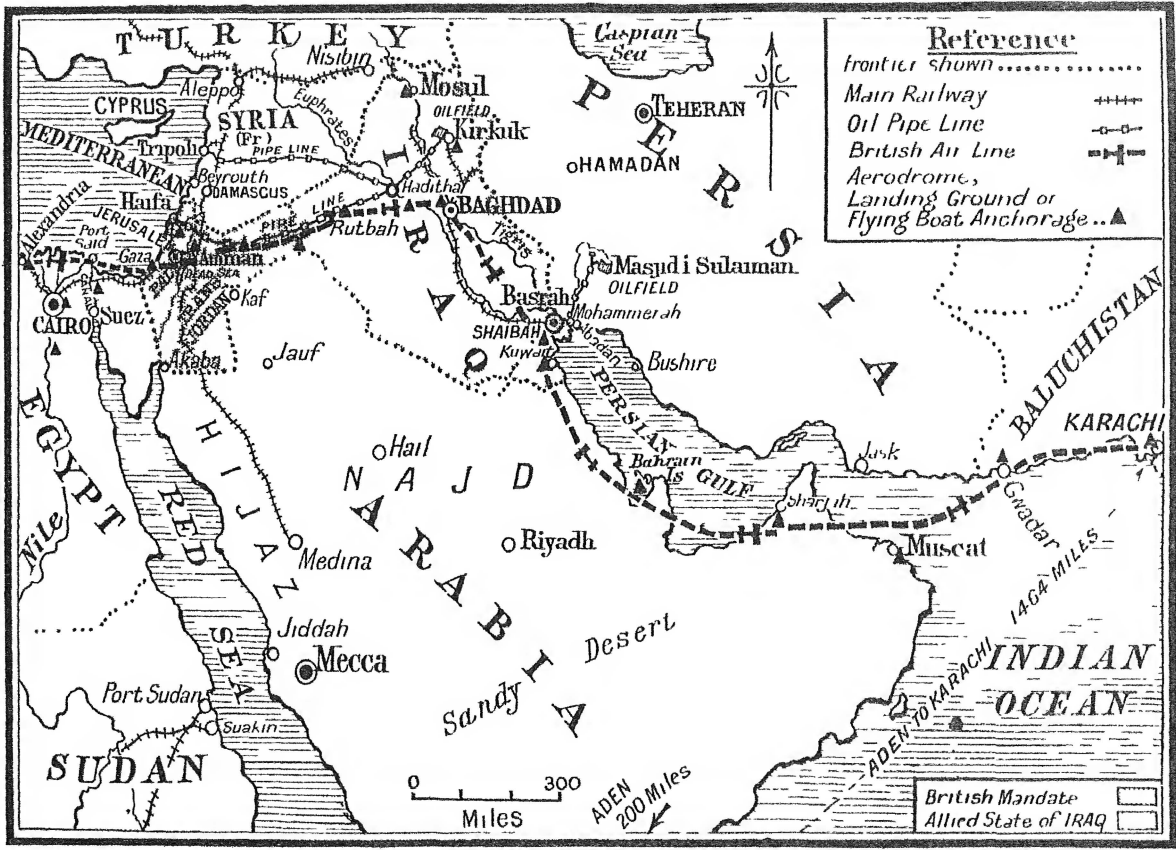 TURKEY
Caspian
Sea
Reference
Frontier shown
Main Railway
Oil Pipe Line
British Air Line
Aerodrome,
Landing Ground or
Flying Boat Anchorage
Nisibin
Aleppo
Mosul
OILFIELD
Kirkuk
CYPRUS
Euphrates
SYRIA
(Fr.)
PIPE LINE
Tripoli
MEDITERRANEAN
Beyrouth
DAMASCUS
Haditha
TEHERAN
HAMADAN
PERSIA
IRAQ
Alexandria
Haifa
JERUSALEM
Port
Said
Gaza
Amman
DEAD SEA
PIPE LINE
Rutbah
BAGHDAD
Tigris
TRANS
JORDAN
Kaf
CAIRO
Suez
Akaba
Jauf
Masjid i Sulaiman
OILFIELD
Basrah
Mohammerah
SHAIBAH
Abadan
Kuwait
Bushire
BALUCHISTAN
KARACHI
EGYPT
Nile
RED
SEA
HIJAZ
Hail
NAJD
ARABIA
PERSIAN
GULF
Bahrain
Is
Jask
Sharjah
Gwadar
Medina
Riyadh
Muscat
1464 MILES
ADEN TO KARACHI
INDIAN
OCEAN
Jiddah
Mecca
Sandy Desert
Port Sudan
Suakin
SUDAN
0 300
Miles
ADEN
200 Miles
British Mandate
Allied State of IRAQ